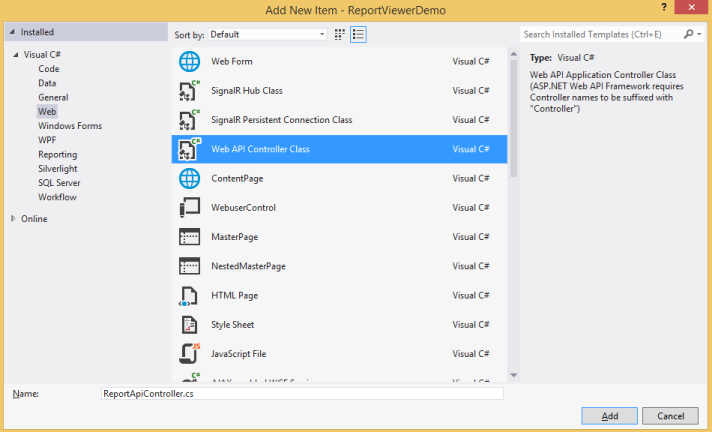 Add New Item - ReportViewerDemo
?
Installed
Sort by:
Default
Search Installed Templates (Ctrl+E)
Visual C#
Code
Data
General
Web
Windows Forms
WPF
Reporting
Silverlight
SQL Server
Workflow
Online
Web Form Visual C#
SignalR Hub Class Visual C#
SignalR Persistent Connection Class Visual C#
Web API Controller Class Visual C#
ContentPage Visual C#
WebuserControl Visual C#
MasterPage Visual C#
NestedMasterPage Visual C#
HTML Page Visual C#
Style Sheet Visual C#
JavaScript File Visual C#
Type: Visual C#
Web API Application Controller Class
(ASP.NET Web API Framework requires
Controller names to be suffixed with
"Controller")
Name:
ReportApiController.cs
Add
Cancel